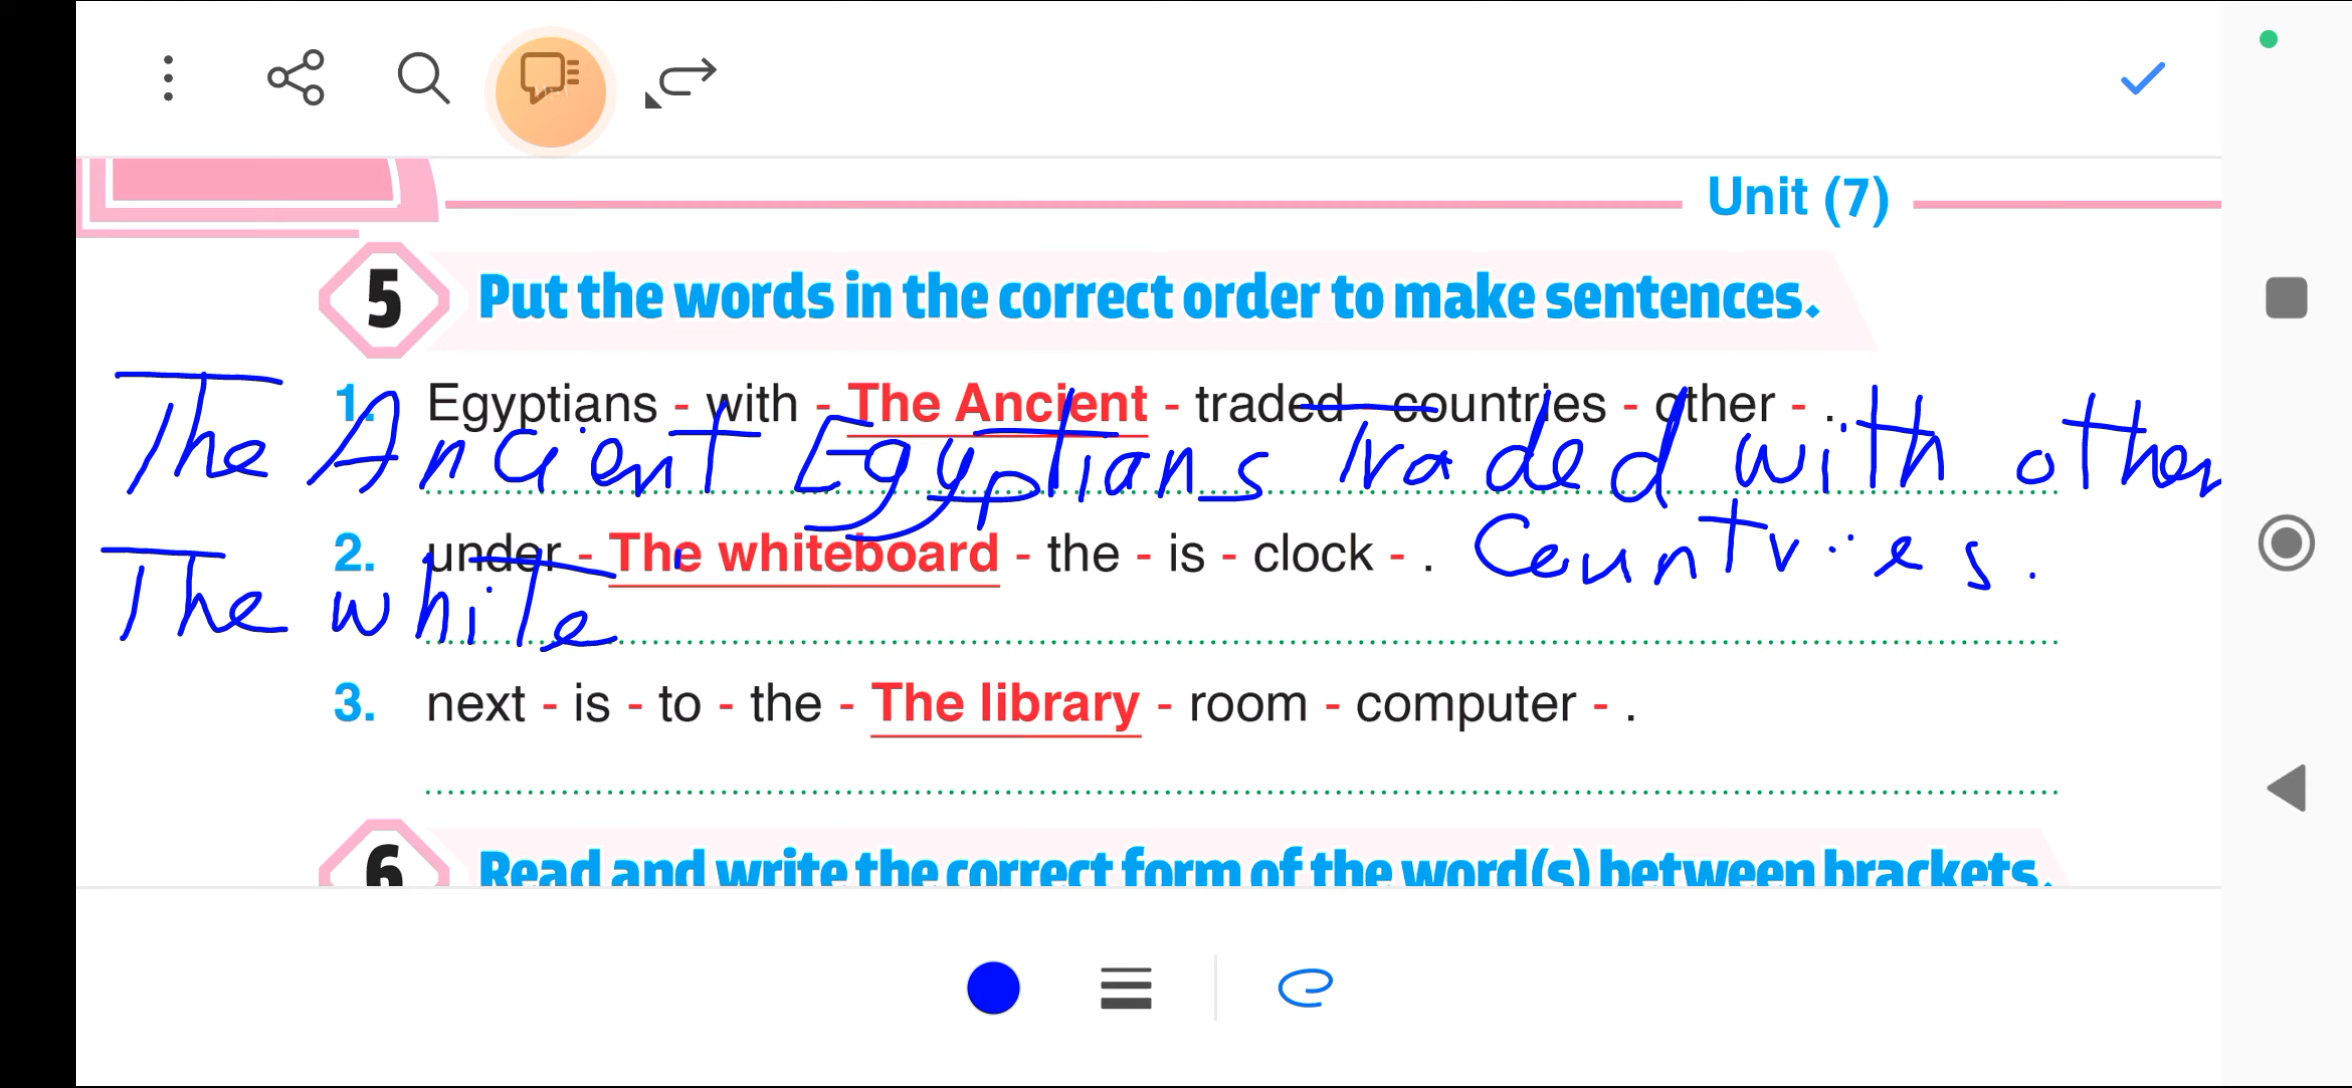 Unit (7)
5 Put the words in the correct order to make sentences.
1. Egyptians - with - The Ancient - traded - countries - other - .
The Ancient Egyptians Traded with other
2. under - The whiteboard - the - is - clock - .
Countries.
The white
3. next - is - to - the - The library - room - computer - .
6 Read and write the correct form of the word(s) between brackets.